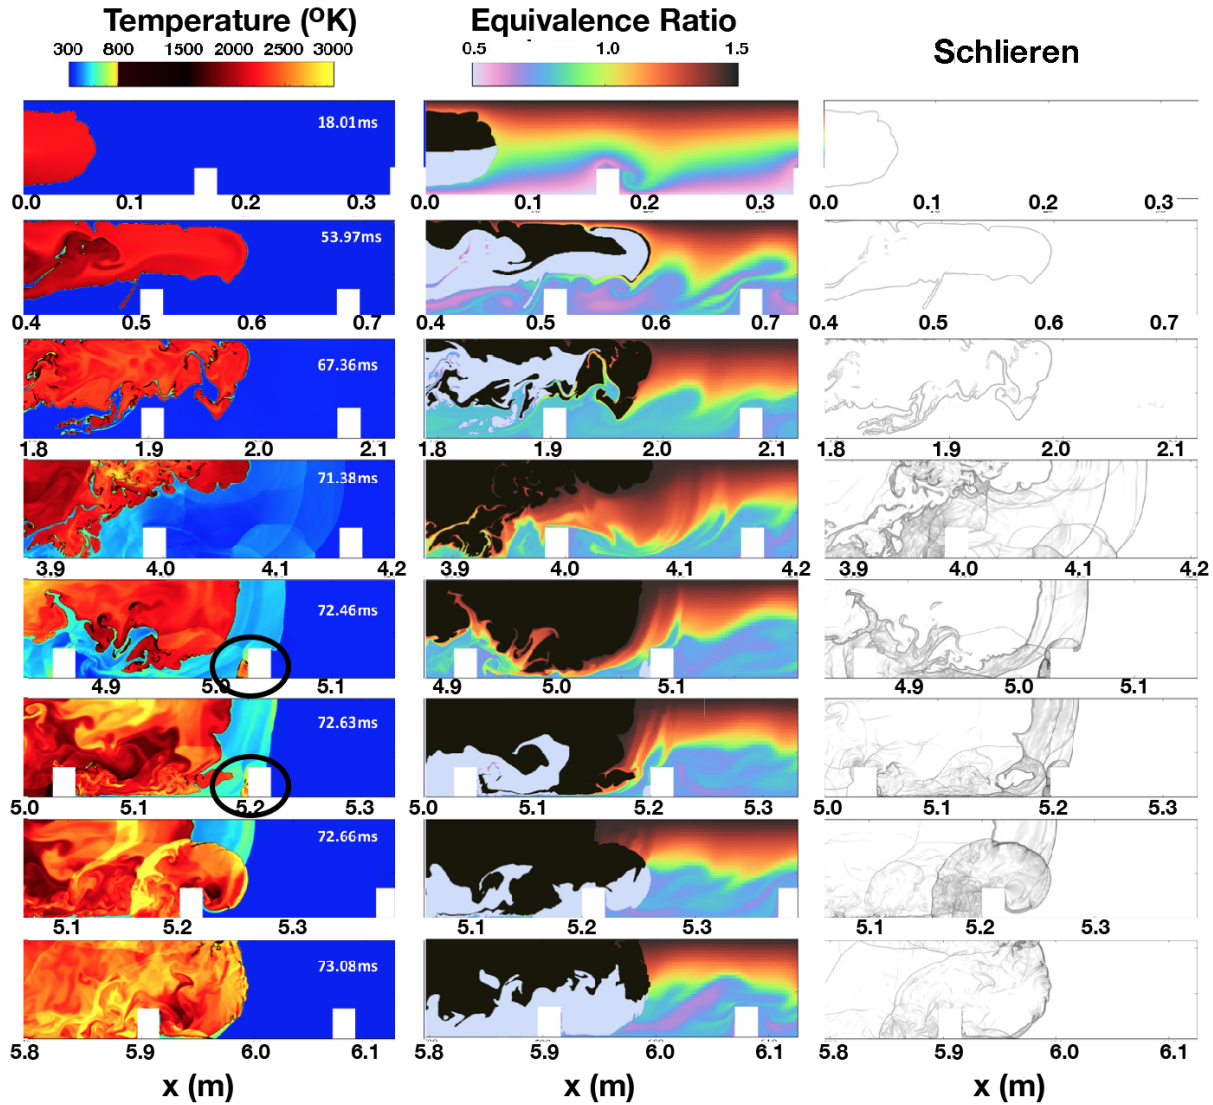 Temperature (ºK) Equivalence Ratio Schlieren
300 800 1500 2000 2500 3000 0.5 1.0 1.5
18.01ms
0.0 0.1 0.2 0.3 0.1 0.2 0.3 0.0 0.1 0.2 0.3
53.97ms
0.4 0.5 0.6 0.7 0.4 0.5 0.6 0.7 0.4 0.5 0.6 0.7
67.36ms
1.8 1.9 2.0 2.1 1.8 1.9 2.0 2.1 1.8 1.9 2.0 2.1
71.38ms
3.9 4.0 4.1 4.2 3.9 4.0 4.1 4.2 3.9 4.0 4.1 4.2
72.46ms
4.9 5.0 5.1 4.9 5.0 5.1 4.9 5.0 5.1
72.63ms
5.0 5.1 5.2 5.3 5.0 5.1 5.2 5.3 5.0 5.1 5.2 5.3
72.66ms
5.1 5.2 5.3 5.1 5.2 5.3 5.2 5.3
73.08ms
5.8 5.9 6.0 6.1 5.8 5.9 6.0 6.1 5.8 5.9 6.0 6.1
x (m) x (m) x (m)